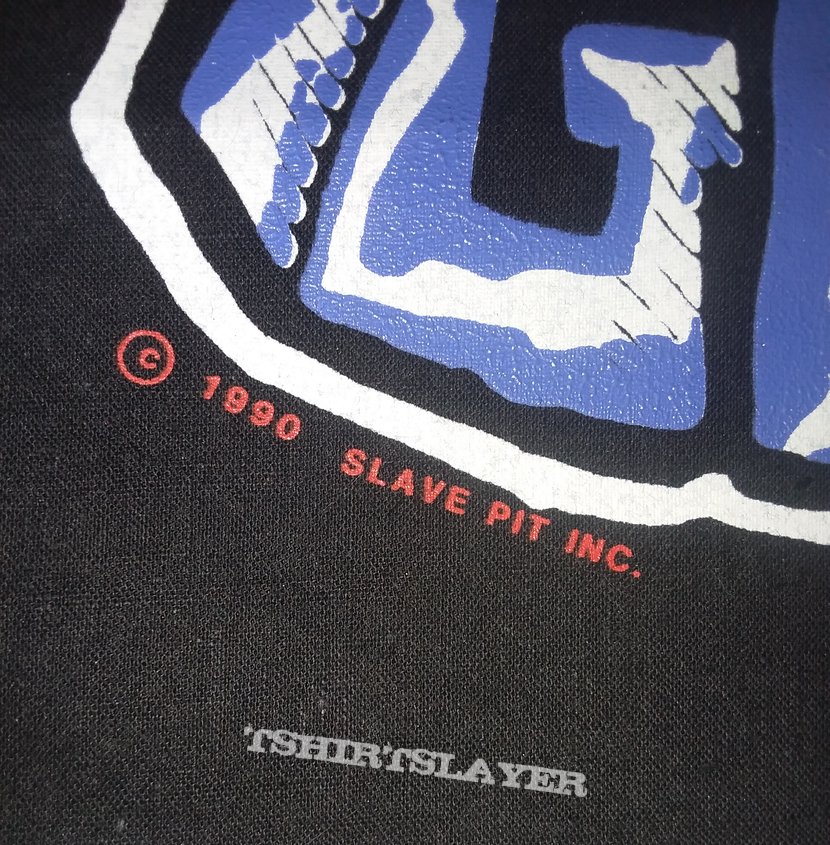 G
© 1990 SLAVE PIT INC.
TSHIRTSLAYER